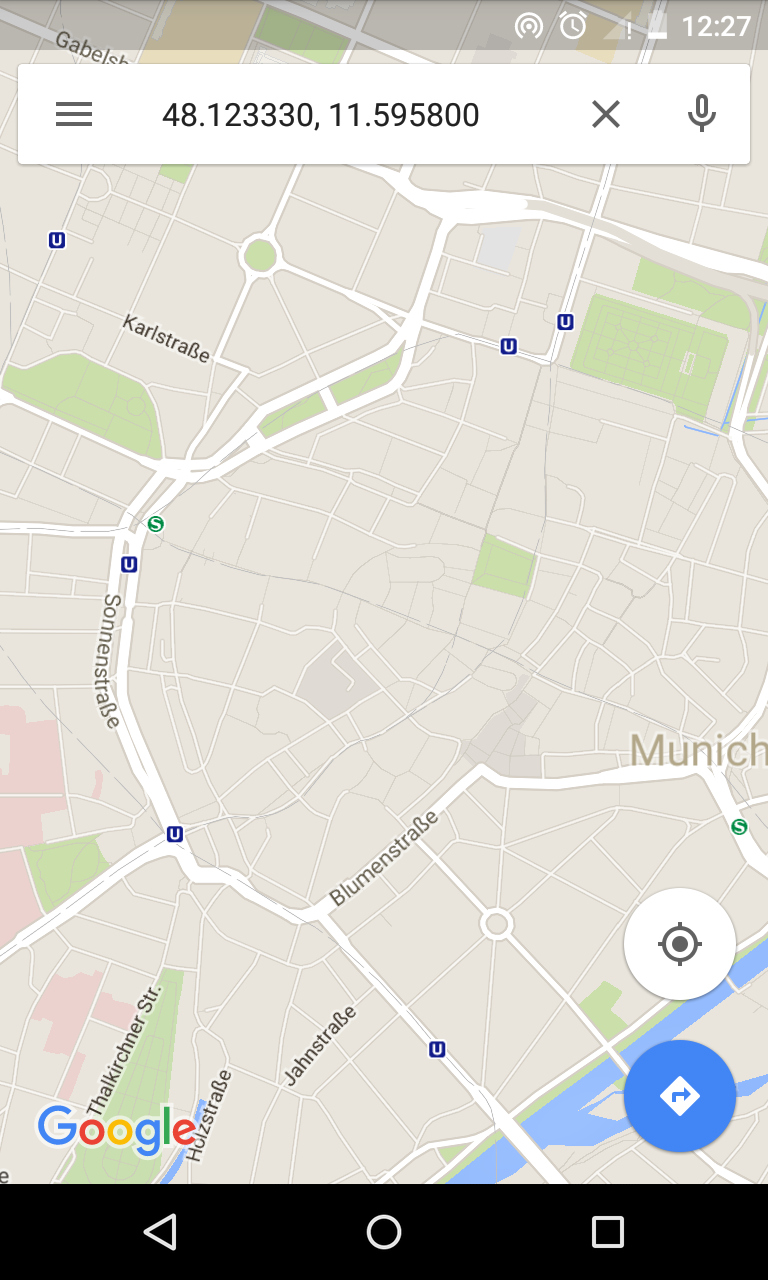 12:27
Gabelsb
48.123330, 11.595800
U
U
U
Karlstraße
S
U
Sonnenstraße
Munich
Blumenstraße
S
U
Thalkirchner Str.
Jahnstraße
U
Holzstraße
Google
e